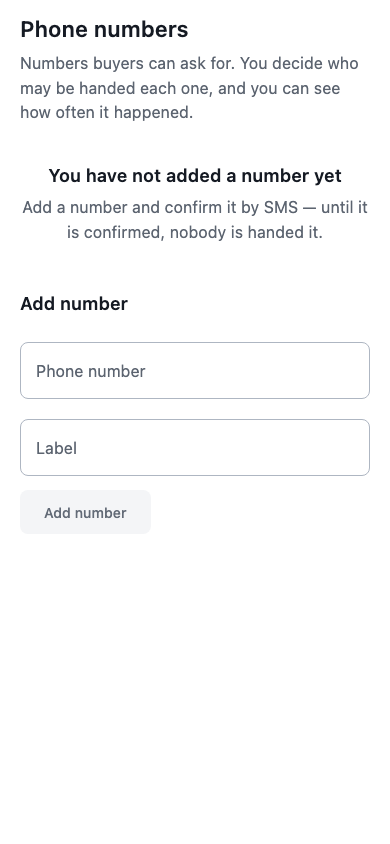 Phone numbers
Numbers buyers can ask for. You decide who
may be handed each one, and you can see
how often it happened.
You have not added a number yet
Add a number and confirm it by SMS — until it
is confirmed, nobody is handed it.
Add number
Phone number
Label
Add number